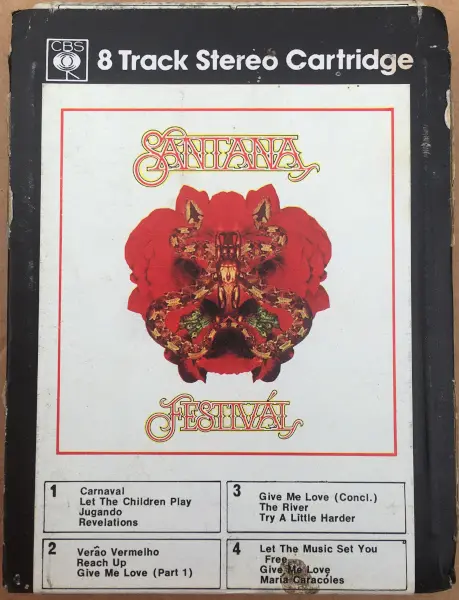 CBS
8 Track Stereo Cartridge
SANTANA
FESTIVÁL
1
Carnaval
Let The Children Play
Jugando
Revelations
2
Verão Vermelho
Reach Up
Give Me Love (Part 1)
3
Give Me Love (Concl.)
The River
Try A Little Harder
4
Let The Music Set You
Free
Give Me Love
Maria Caracóles